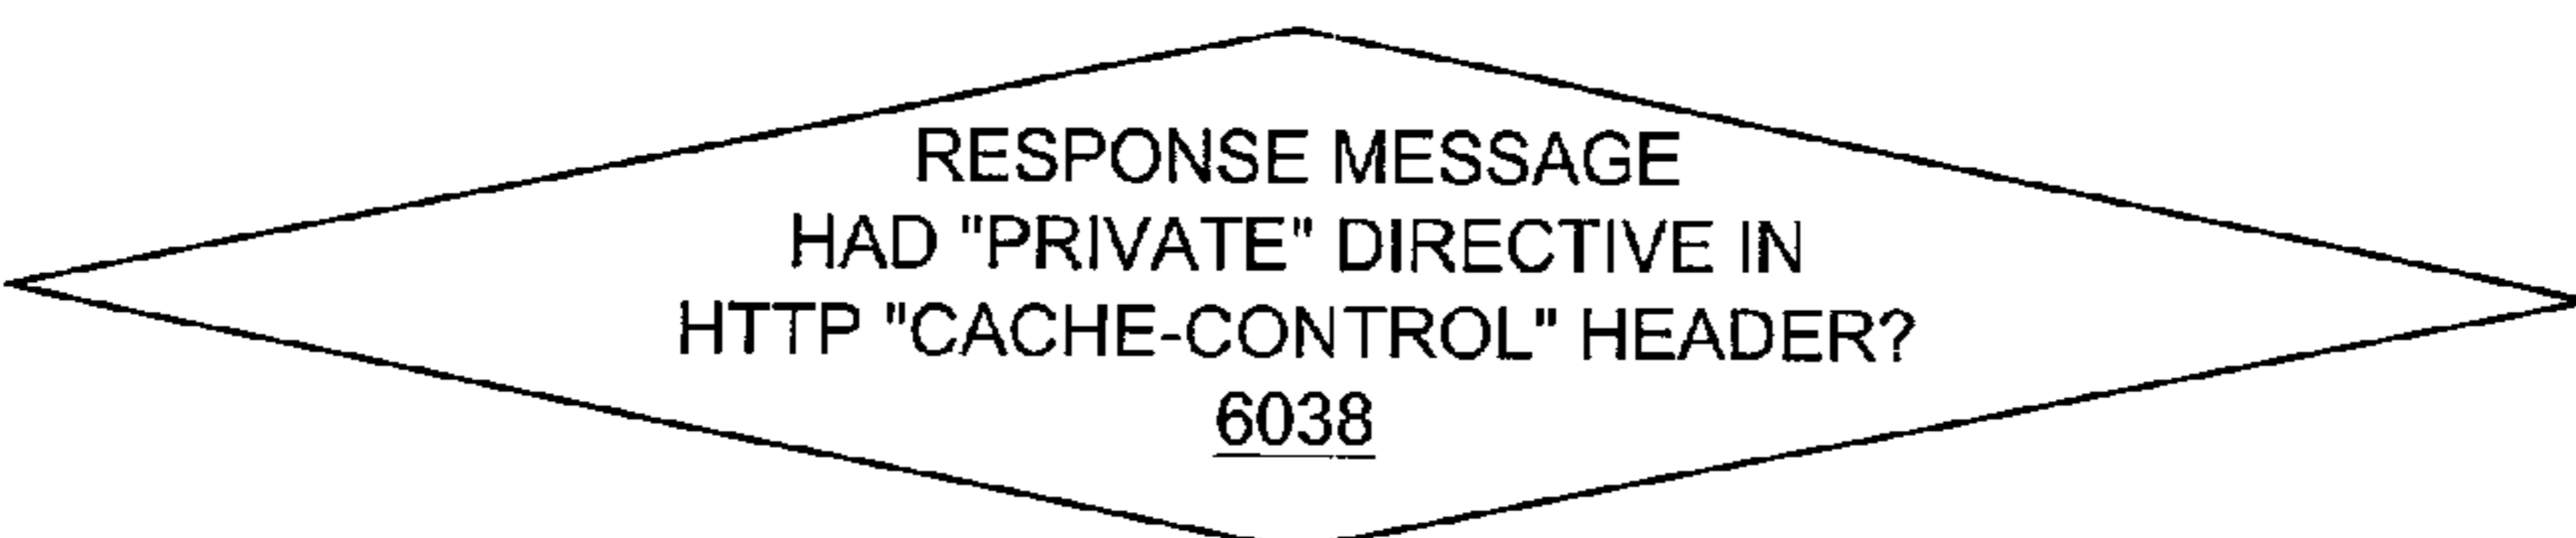 RESPONSE MESSAGE
HAD "PRIVATE" DIRECTIVE IN
HTTP "CACHE-CONTROL" HEADER?
6038